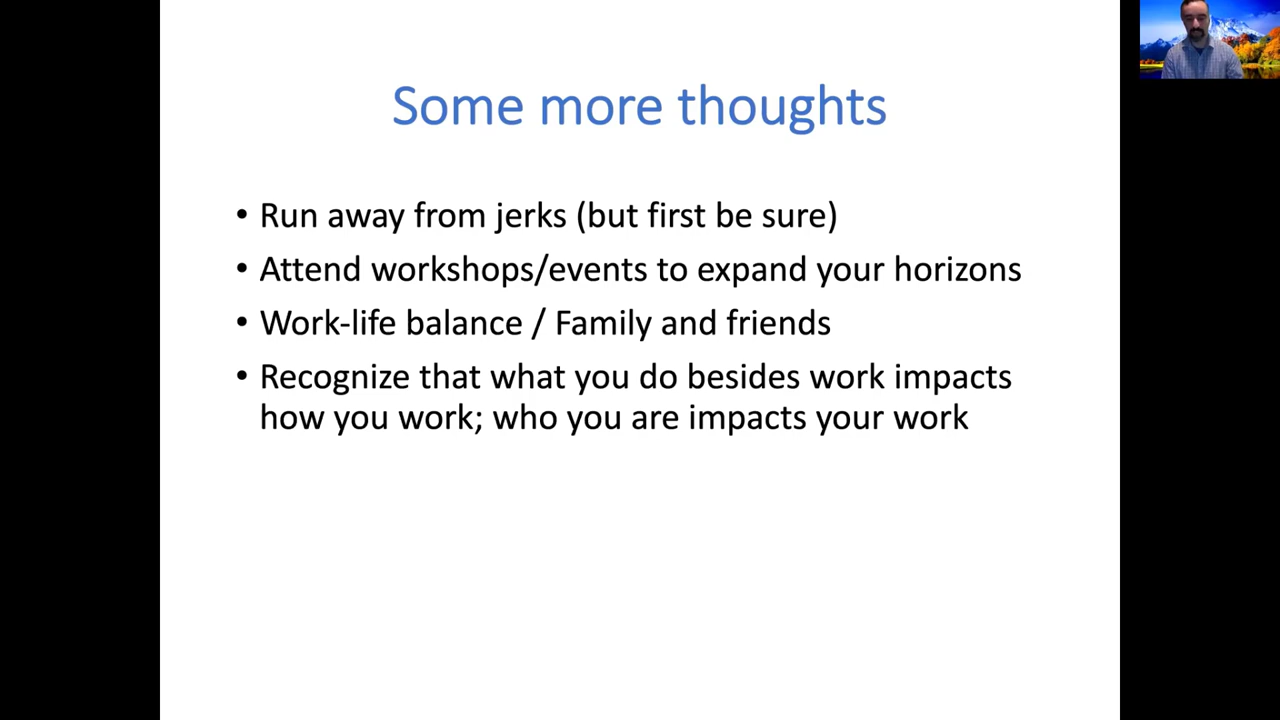 Some more thoughts
• Run away from jerks (but first be sure)
• Attend workshops/events to expand your horizons
• Work-life balance / Family and friends
• Recognize that what you do besides work impacts
how you work; who you are impacts your work